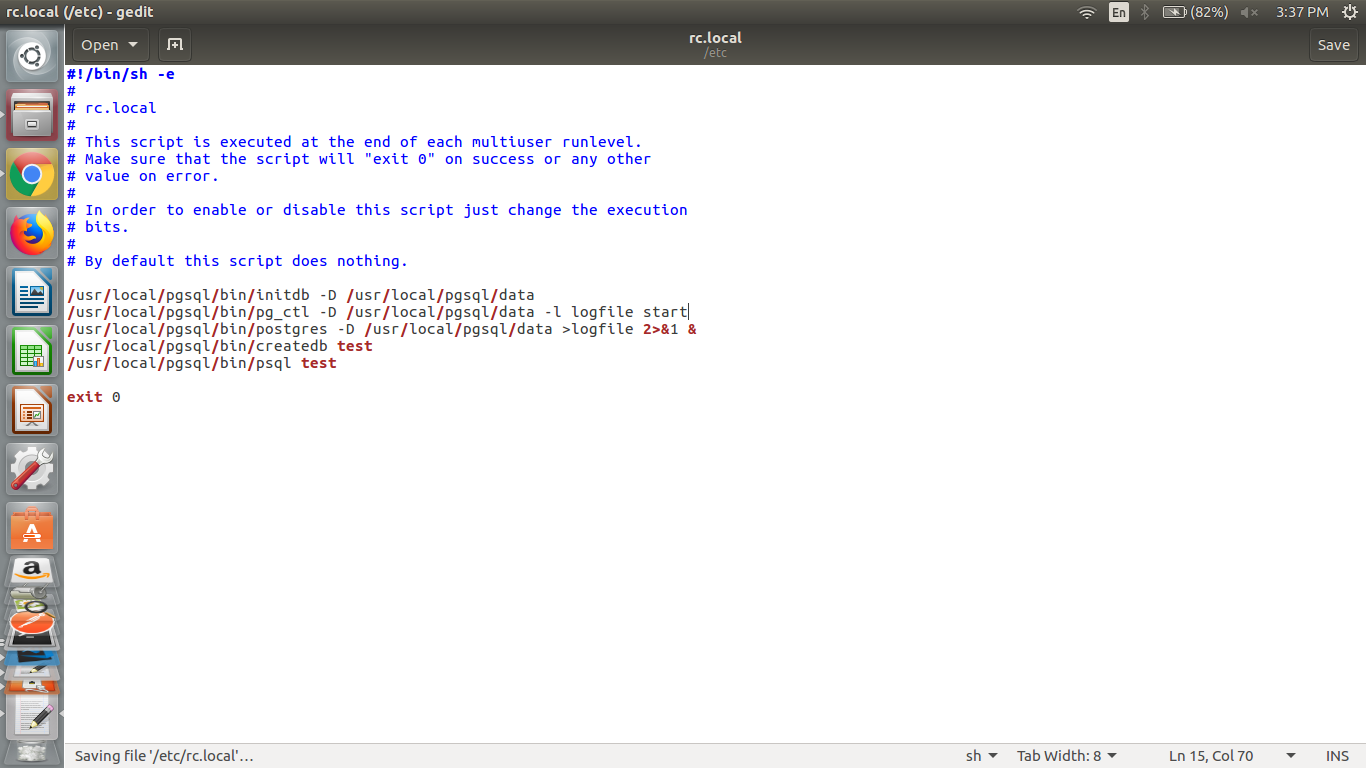 rc.local (/etc) - gedit
En
(82%)
3:37 PM
Open
rc.local
/etc
Save
#!/bin/sh -e
#
# rc.local
#
# This script is executed at the end of each multiuser runlevel.
# Make sure that the script will "exit 0" on success or any other
# value on error.
#
# In order to enable or disable this script just change the execution
# bits.
#
# By default this script does nothing.
/usr/local/pgsql/bin/initdb -D /usr/local/pgsql/data
/usr/local/pgsql/bin/pg_ctl -D /usr/local/pgsql/data -l logfile start
/usr/local/pgsql/bin/postgres -D /usr/local/pgsql/data >logfile 2>&1 &
/usr/local/pgsql/bin/createdb test
/usr/local/pgsql/bin/psql test
exit 0
Saving file '/etc/rc.local'…
sh
Tab Width: 8
Ln 15, Col 70
INS